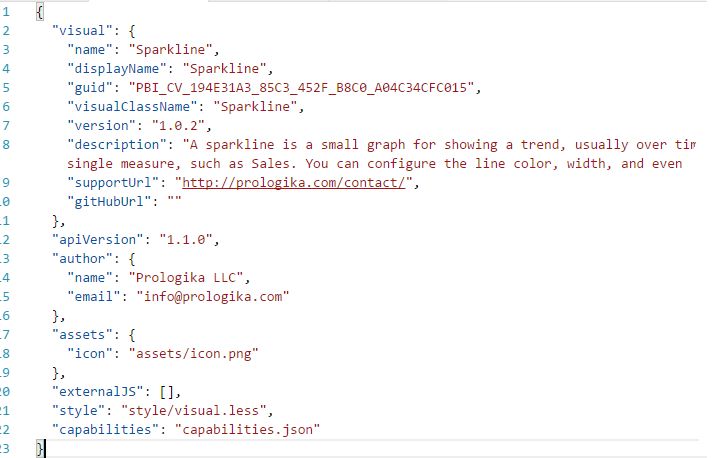 1 {
2 "visual": {
3 "name": "Sparkline",
4 "displayName": "Sparkline",
5 "guid": "PBI_CV_194E31A3_85C3_452F_B8C0_A04C34CFC015",
6 "visualClassName": "Sparkline",
7 "version": "1.0.2",
8 "description": "A sparkline is a small graph for showing a trend, usually over tim
single measure, such as Sales. You can configure the line color, width, and even
9 "supportUrl": "http://prologika.com/contact/",
10 "gitHubUrl": ""
11 },
12 "apiVersion": "1.1.0",
13 "author": {
14 "name": "Prologika LLC",
15 "email": "info@prologika.com"
16 },
17 "assets": {
18 "icon": "assets/icon.png"
19 },
20 "externalJS": [],
21 "style": "style/visual.less",
22 "capabilities": "capabilities.json"
23 }